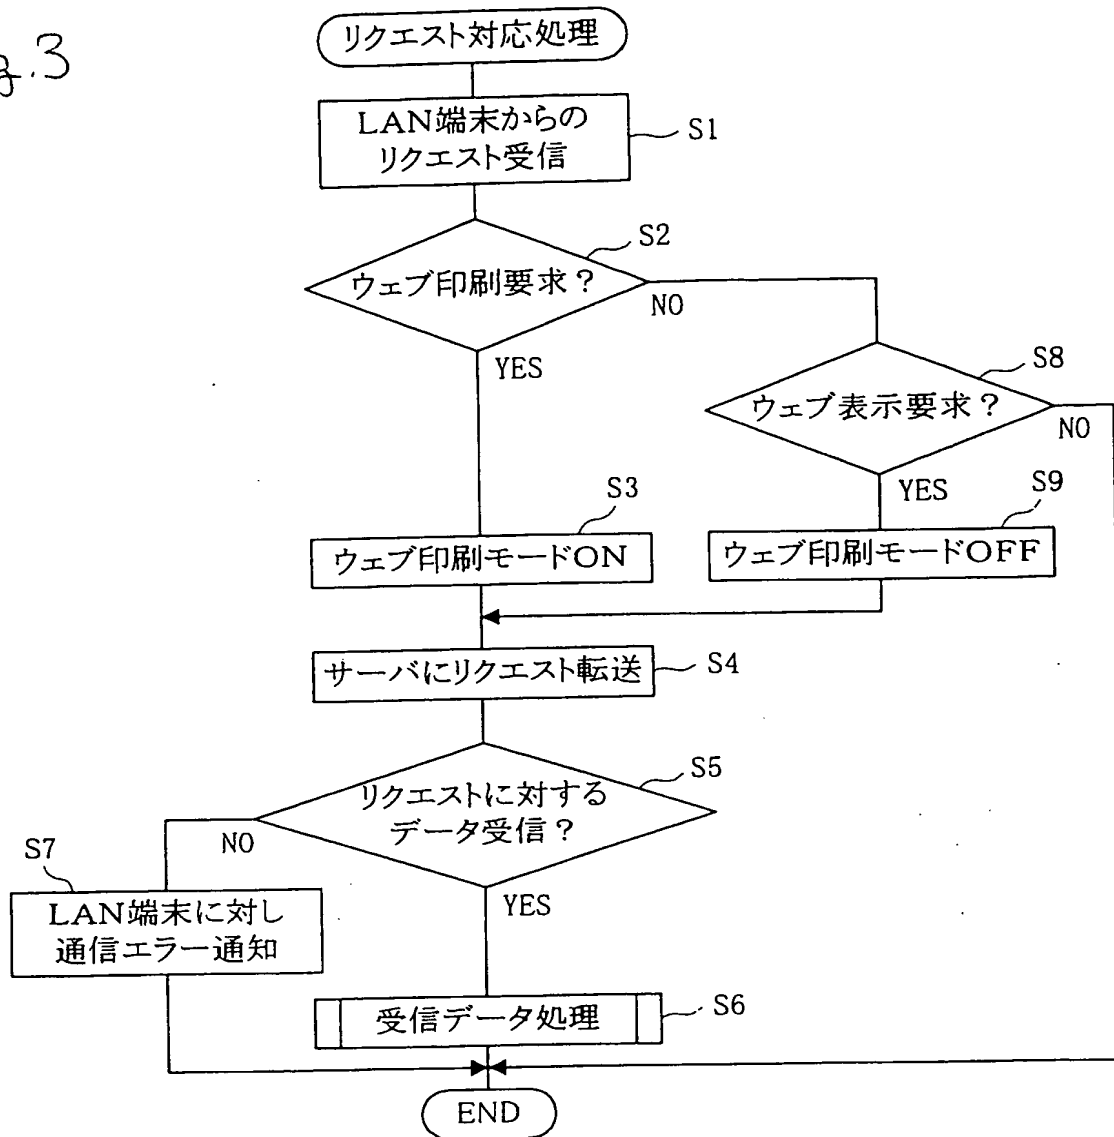 g.3
リクエスト対応処理
LAN端末からの
リクエスト受信
S1
S2
ウェブ印刷要求？
NO
YES
S8
ウェブ表示要求？
NO
YES
S3
ウェブ印刷モードON
S9
ウェブ印刷モードOFF
サーバにリクエスト転送
S4
S5
リクエストに対する
データ受信？
NO
YES
S7
LAN端末に対し
通信エラー通知
受信データ処理
S6
END